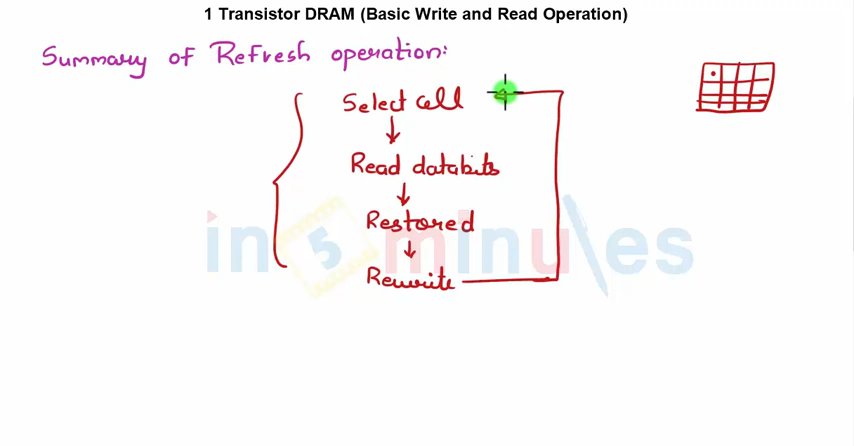 1 Transistor DRAM (Basic Write and Read Operation)
Summary of Refresh operation:
Select cell
Read databits
Restored
Rewrite
in 5 minutes